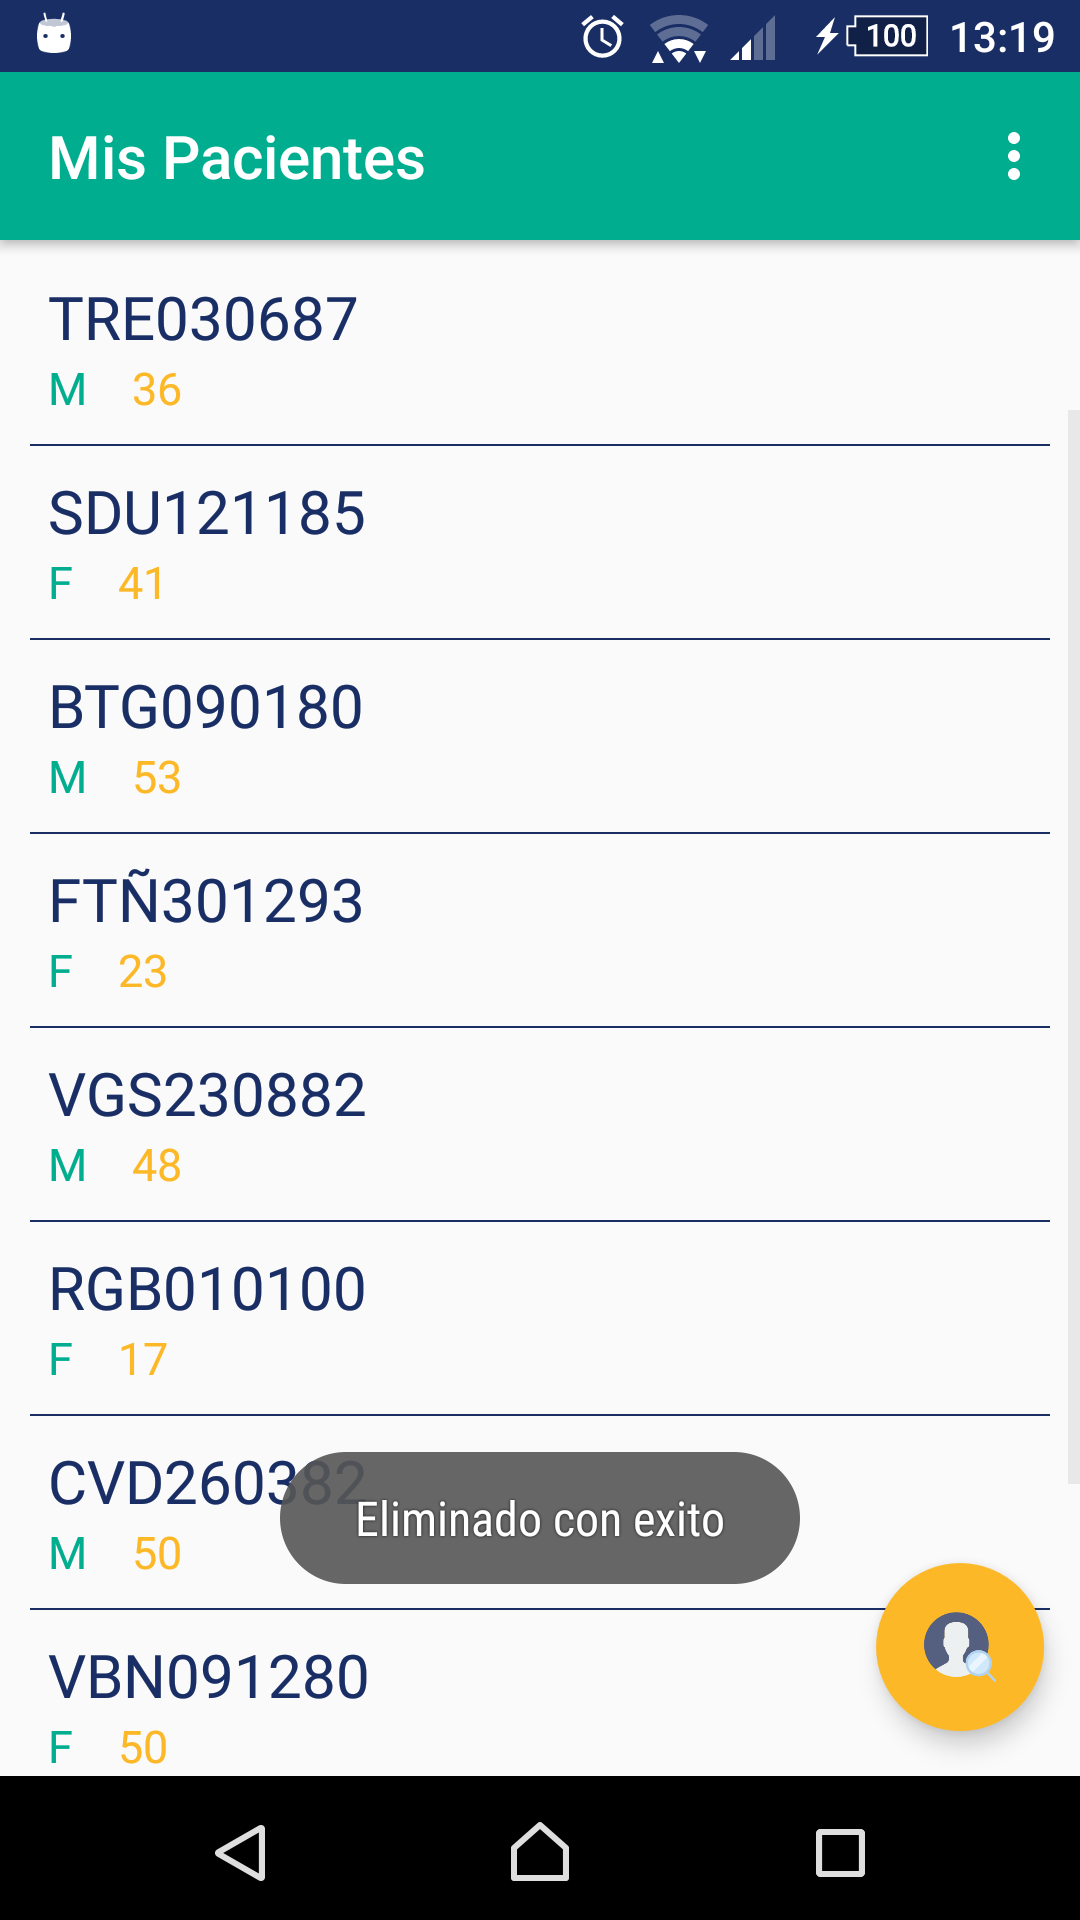 100 13:19
Mis Pacientes
TRE030687
M 36
SDU121185
F 41
BTG090180
M 53
FTÑ301293
F 23
VGS230882
M 48
RGB010100
F 17
CVD260382
Eliminado con exito
M 50
VBN091280
F 50